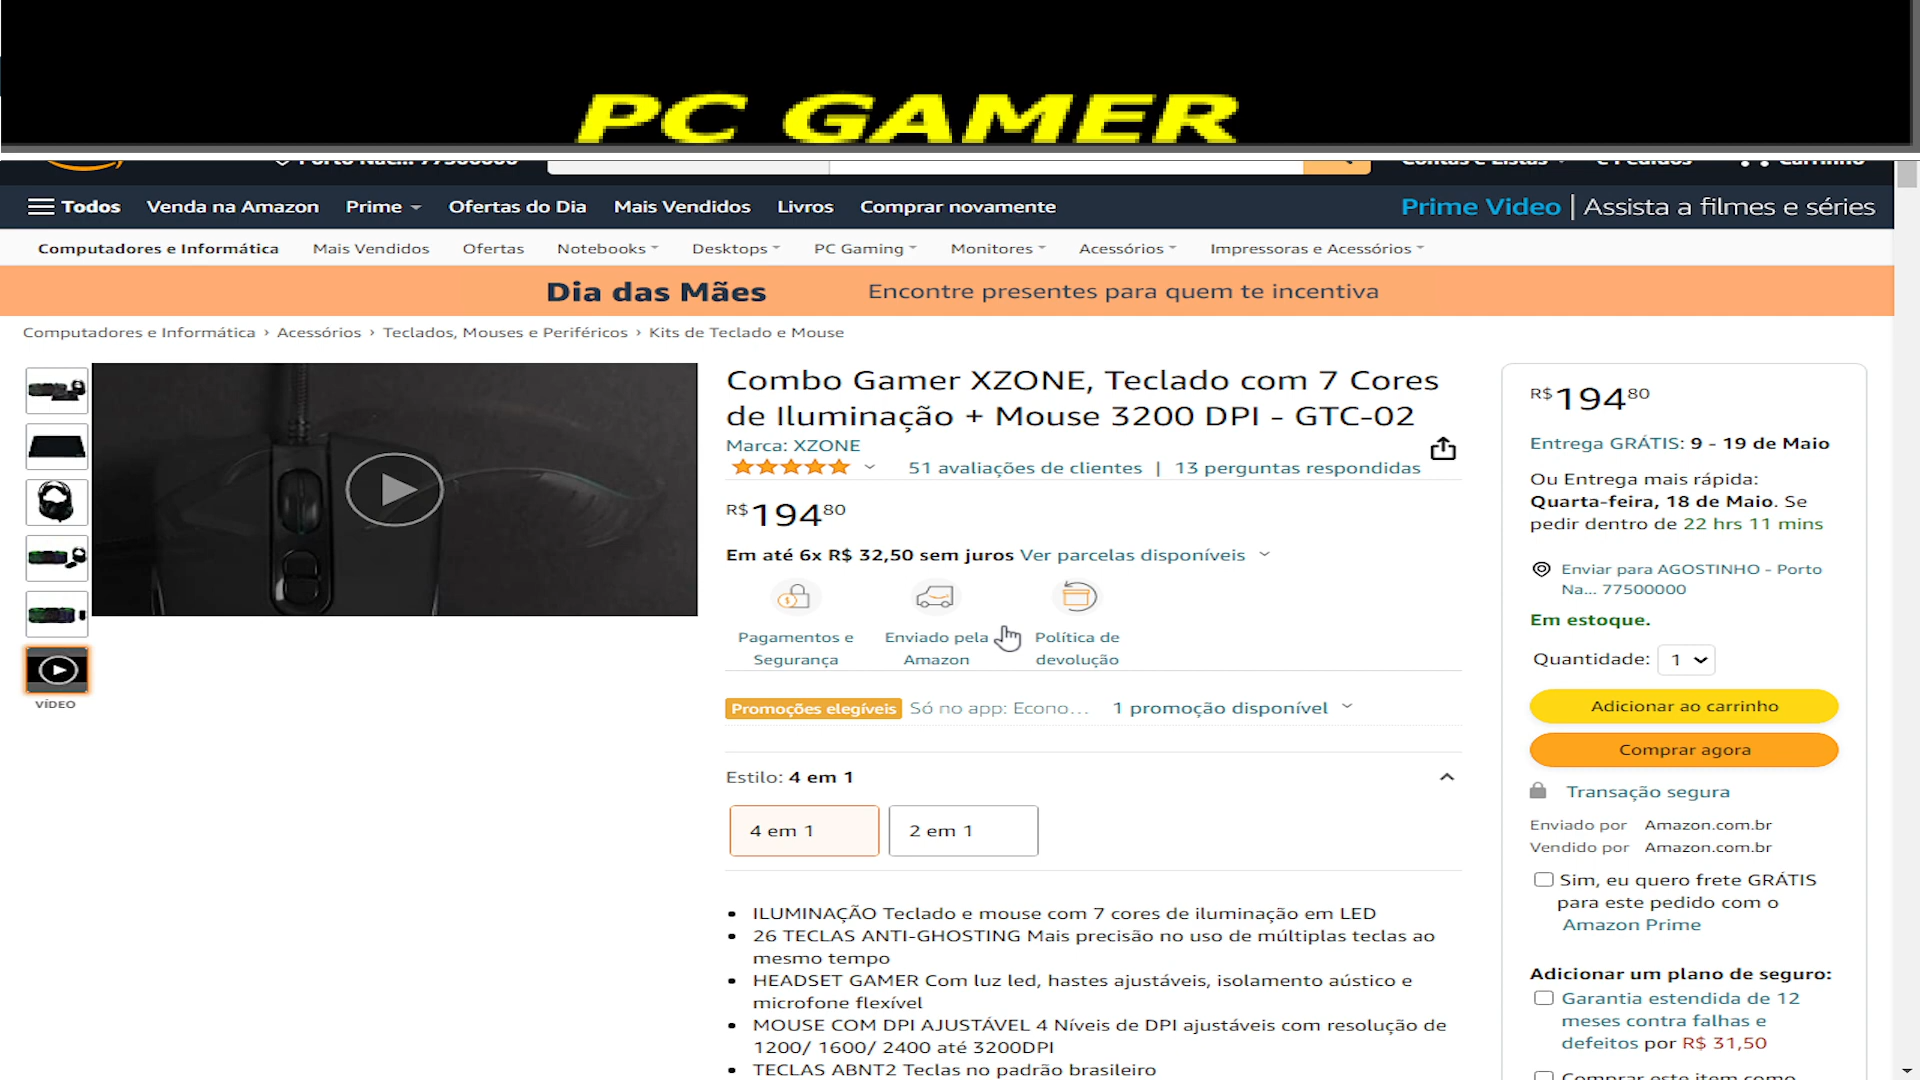 PC GAMER
Porto Nac... 77500000
Contas e Listas e Pedidos Carrinho
Todos Venda na Amazon Prime Ofertas do Dia Mais Vendidos Livros Comprar novamente Prime Video | Assista a filmes e séries
Computadores e Informática Mais Vendidos Ofertas Notebooks Desktops PC Gaming Monitores Acessórios Impressoras e Acessórios
Dia das Mães Encontre presentes para quem te incentiva
Computadores e Informática › Acessórios › Teclados, Mouses e Periféricos › Kits de Teclado e Mouse
VÍDEO
Combo Gamer XZONE, Teclado com 7 Cores
de Iluminação + Mouse 3200 DPI - GTC-02
Marca: XZONE
51 avaliações de clientes | 13 perguntas respondidas
R$ 194 80
Em até 6x R$ 32,50 sem juros Ver parcelas disponíveis
Pagamentos e
Segurança
Enviado pela
Amazon
Política de
devolução
Promoções elegíveis Só no app: Econo... 1 promoção disponível
Estilo: 4 em 1
4 em 1 2 em 1
• ILUMINAÇÃO Teclado e mouse com 7 cores de iluminação em LED
• 26 TECLAS ANTI-GHOSTING Mais precisão no uso de múltiplas teclas ao
mesmo tempo
• HEADSET GAMER Com luz led, hastes ajustáveis, isolamento aústico e
microfone flexível
• MOUSE COM DPI AJUSTÁVEL 4 Níveis de DPI ajustáveis com resolução de
1200/ 1600/ 2400 até 3200DPI
• TECLAS ABNT2 Teclas no padrão brasileiro
R$ 194 80
Entrega GRÁTIS: 9 - 19 de Maio
Ou Entrega mais rápida:
Quarta-feira, 18 de Maio. Se
pedir dentro de 22 hrs 11 mins
Enviar para AGOSTINHO - Porto
Na... 77500000
Em estoque.
Quantidade: 1
Adicionar ao carrinho
Comprar agora
Transação segura
Enviado por Amazon.com.br
Vendido por Amazon.com.br
Sim, eu quero frete GRÁTIS
para este pedido com o
Amazon Prime
Adicionar um plano de seguro:
Garantia estendida de 12
meses contra falhas e
defeitos por R$ 31,50
Comprar este item como